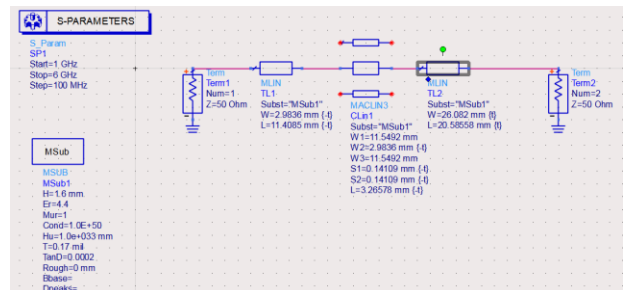 S-PARAMETERS
S_Param
SP1
Start=1 GHz
Stop=6 GHz
Step=100 MHz
Term
Term1
Num=1
Z=50 Ohm
MLIN
TL1
Subst="MSub1"
W=2.9836 mm {-t}
L=11.4085 mm {-t}
MACLIN3
CLin1
Subst="MSub1"
W1=11.5492 mm
W2=2.9836 mm {-t}
W3=11.5492 mm
S1=0.14109 mm {-t}
S2=0.14109 mm {-t}
L=3.26578 mm {-t}
MLIN
TL2
Subst="MSub1"
W=26.082 mm {t}
L=20.58558 mm {t}
Term
Term2
Num=2
Z=50 Ohm
MSub
MSUB
MSub1
H=1.6 mm
Er=4.4
Mur=1
Cond=1.0E+50
Hu=1.0e+033 mm
T=0.17 mil
TanD=0.0002
Rough=0 mm
Bbase=
Dpeaks=